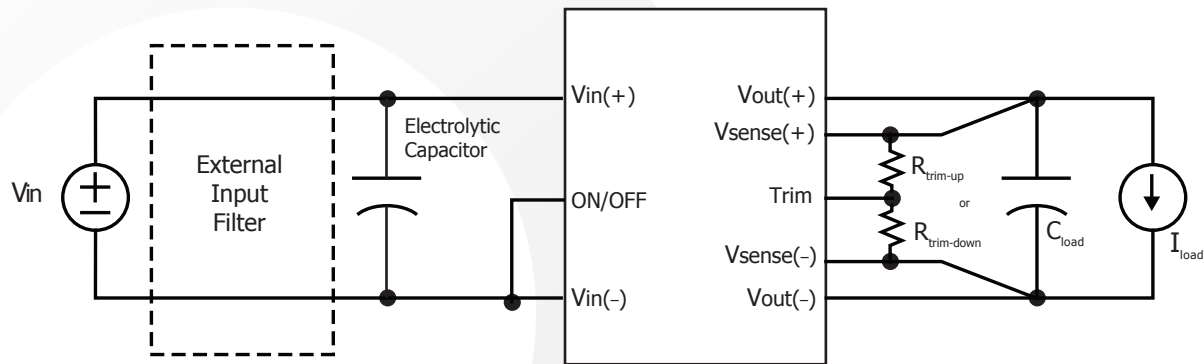 Vin
External
Input
Filter
Electrolytic
Capacitor
Vin(+)
ON/OFF
Vin(–)
Vout(+)
Vsense(+)
Trim
Vsense(–)
Vout(–)
Rtrim-up
or
Rtrim-down
Cload
Iload